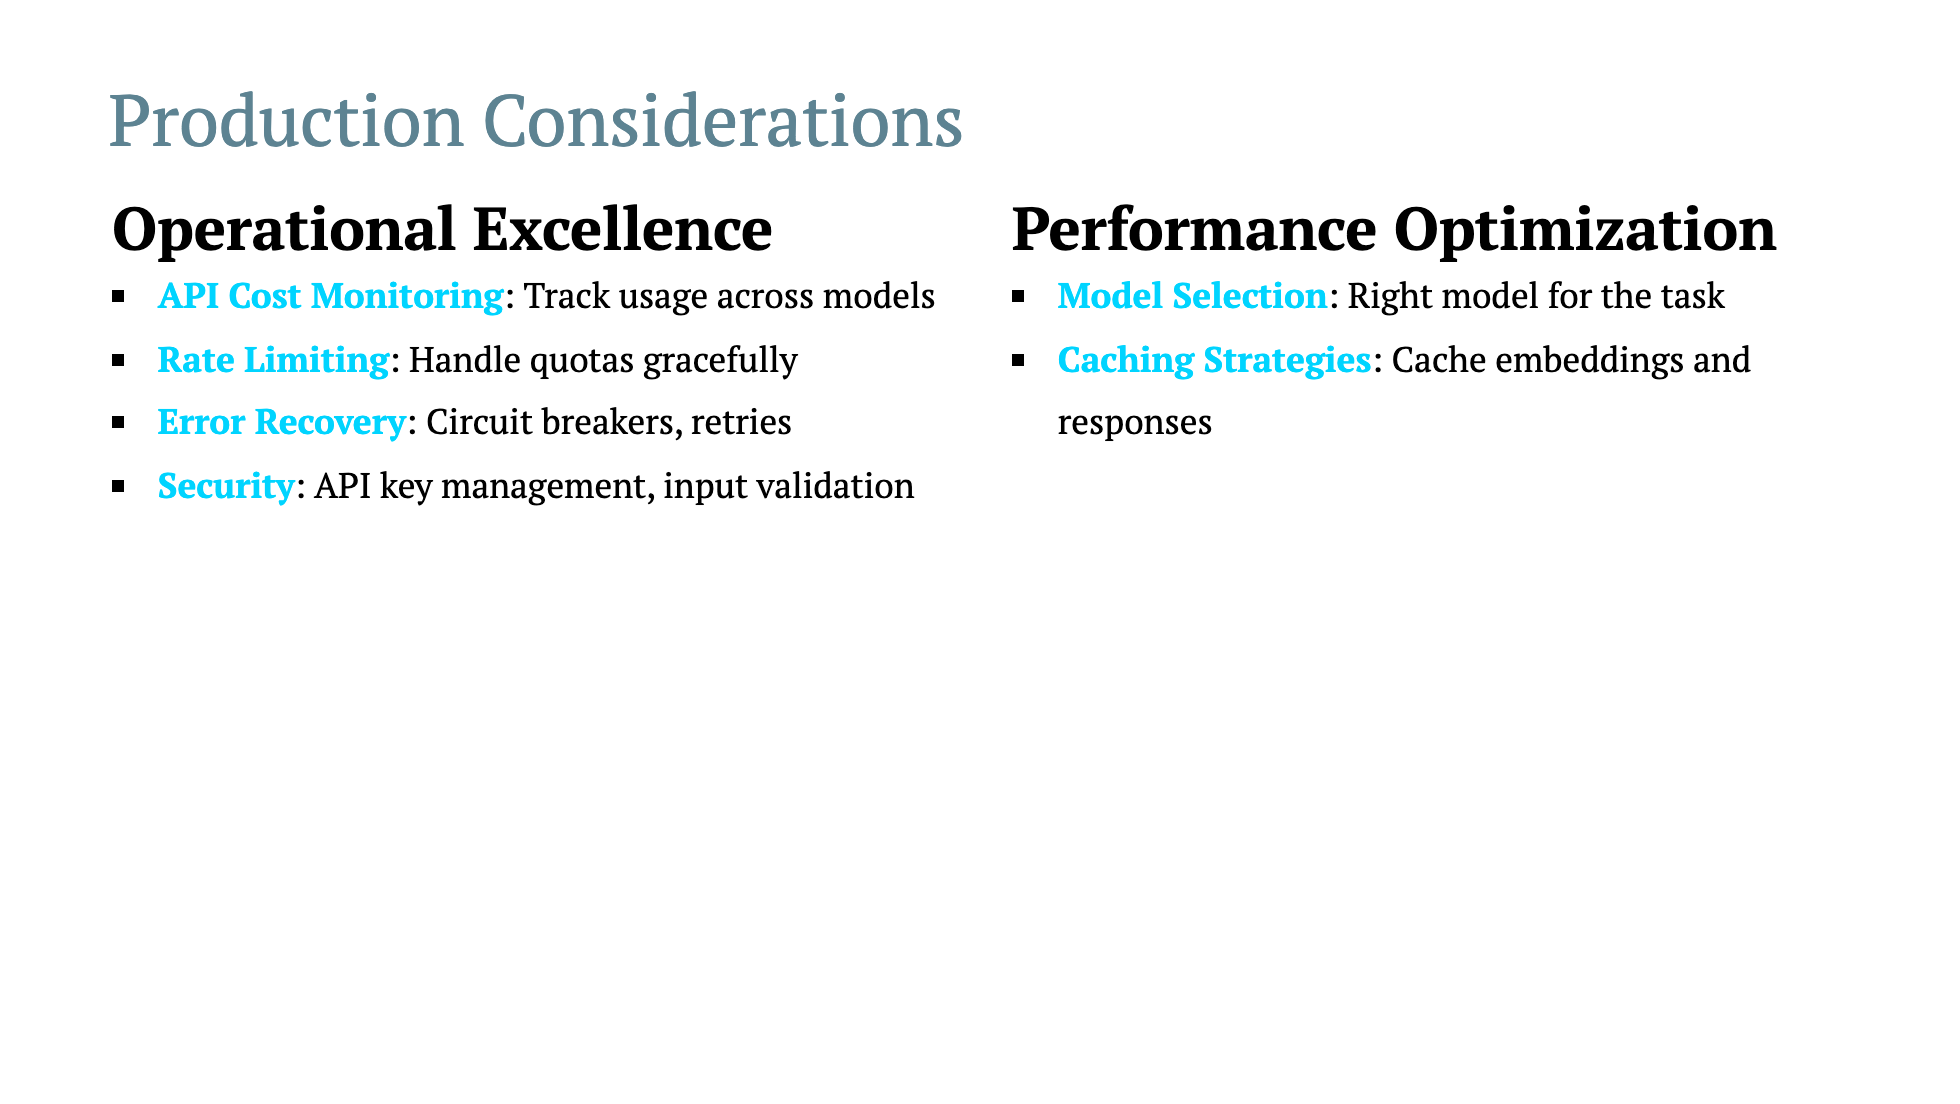 Production Considerations
Operational Excellence
▪ API Cost Monitoring: Track usage across models
▪ Rate Limiting: Handle quotas gracefully
▪ Error Recovery: Circuit breakers, retries
▪ Security: API key management, input validation
Performance Optimization
▪ Model Selection: Right model for the task
▪ Caching Strategies: Cache embeddings and
responses